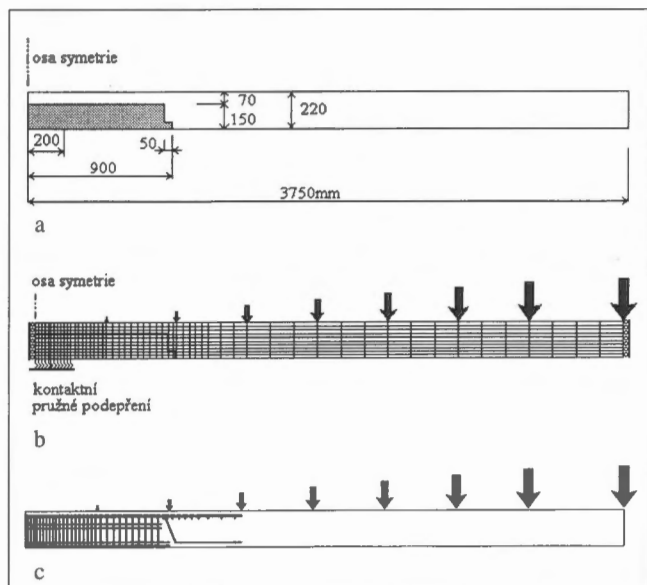 osa symetrie
70
150
220
200
50
900
3750mm
a
osa symetrie
kontaktní
pružné podepření
b
c